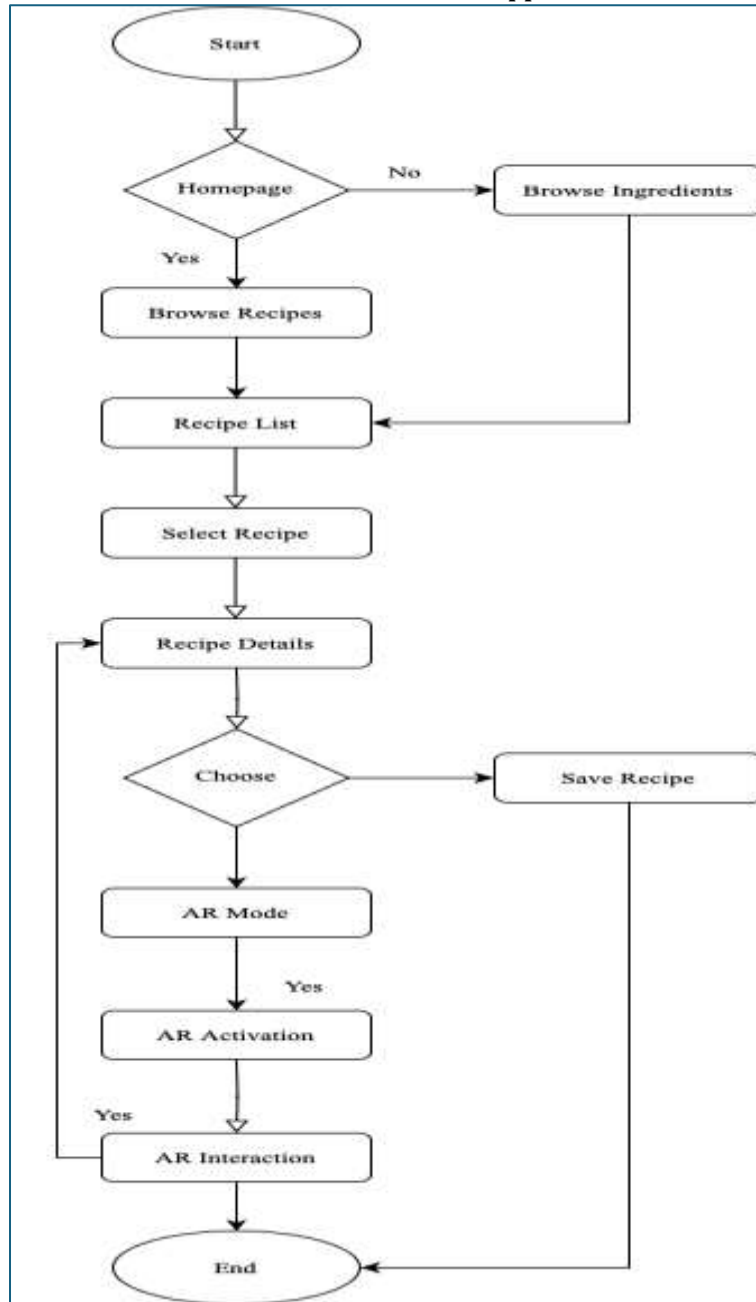 Start
Homepage
No
Browse Ingredients
Yes
Browse Recipes
Recipe List
Select Recipe
Recipe Details
Choose
Save Recipe
AR Mode
Yes
AR Activation
Yes
AR Interaction
End